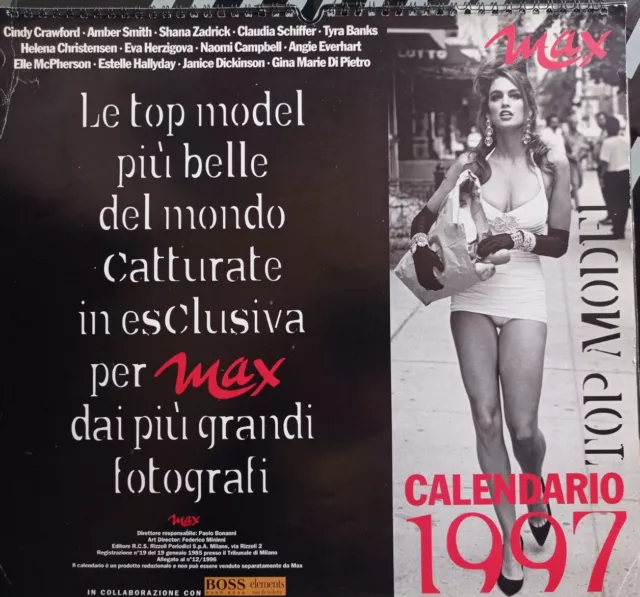 Cindy Crawford · Amber Smith · Shana Zadrick · Claudia Schiffer · Tyra Banks
Helena Christensen · Eva Herzigova · Naomi Campbell · Angie Everhart
Elle McPherson · Estelle Hallyday · Janice Dickinson · Gina Marie Di Pietro
Le top model
più belle
del mondo
Catturate
in esClusiva
per max
dai più grandi
fotografi
max
Direttore responsabile: Paolo Bonanni
Art Director: Federico Mininni
Editore R.C.S. Rizzoli Periodici S.p.A. Milano, via Rizzoli 2
Registrazione n°19 del 19 gennaio 1985 presso il Tribunale di Milano
Allegato al n°12/1996
Il calendario è un prodotto redazionale e non può essere venduto separatamente da Max
IN COLLABORAZIONE CON
BOSS
HUGO BOSS
elements
max
LOTTO
TOP MODEL
CALENDARIO
1997